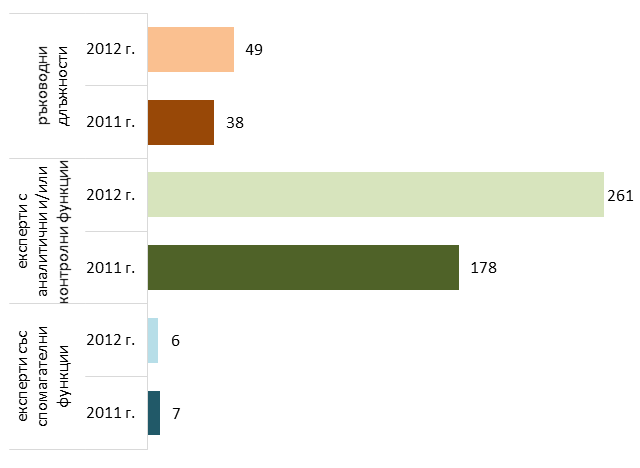 ръководни
длъжности
2012 г.
49
2011 г.
38
експерти с
аналитични и/или
контролни функции
2012 г.
261
2011 г.
178
експерти със
спомагателни
функции
2012 г.
6
2011 г.
7